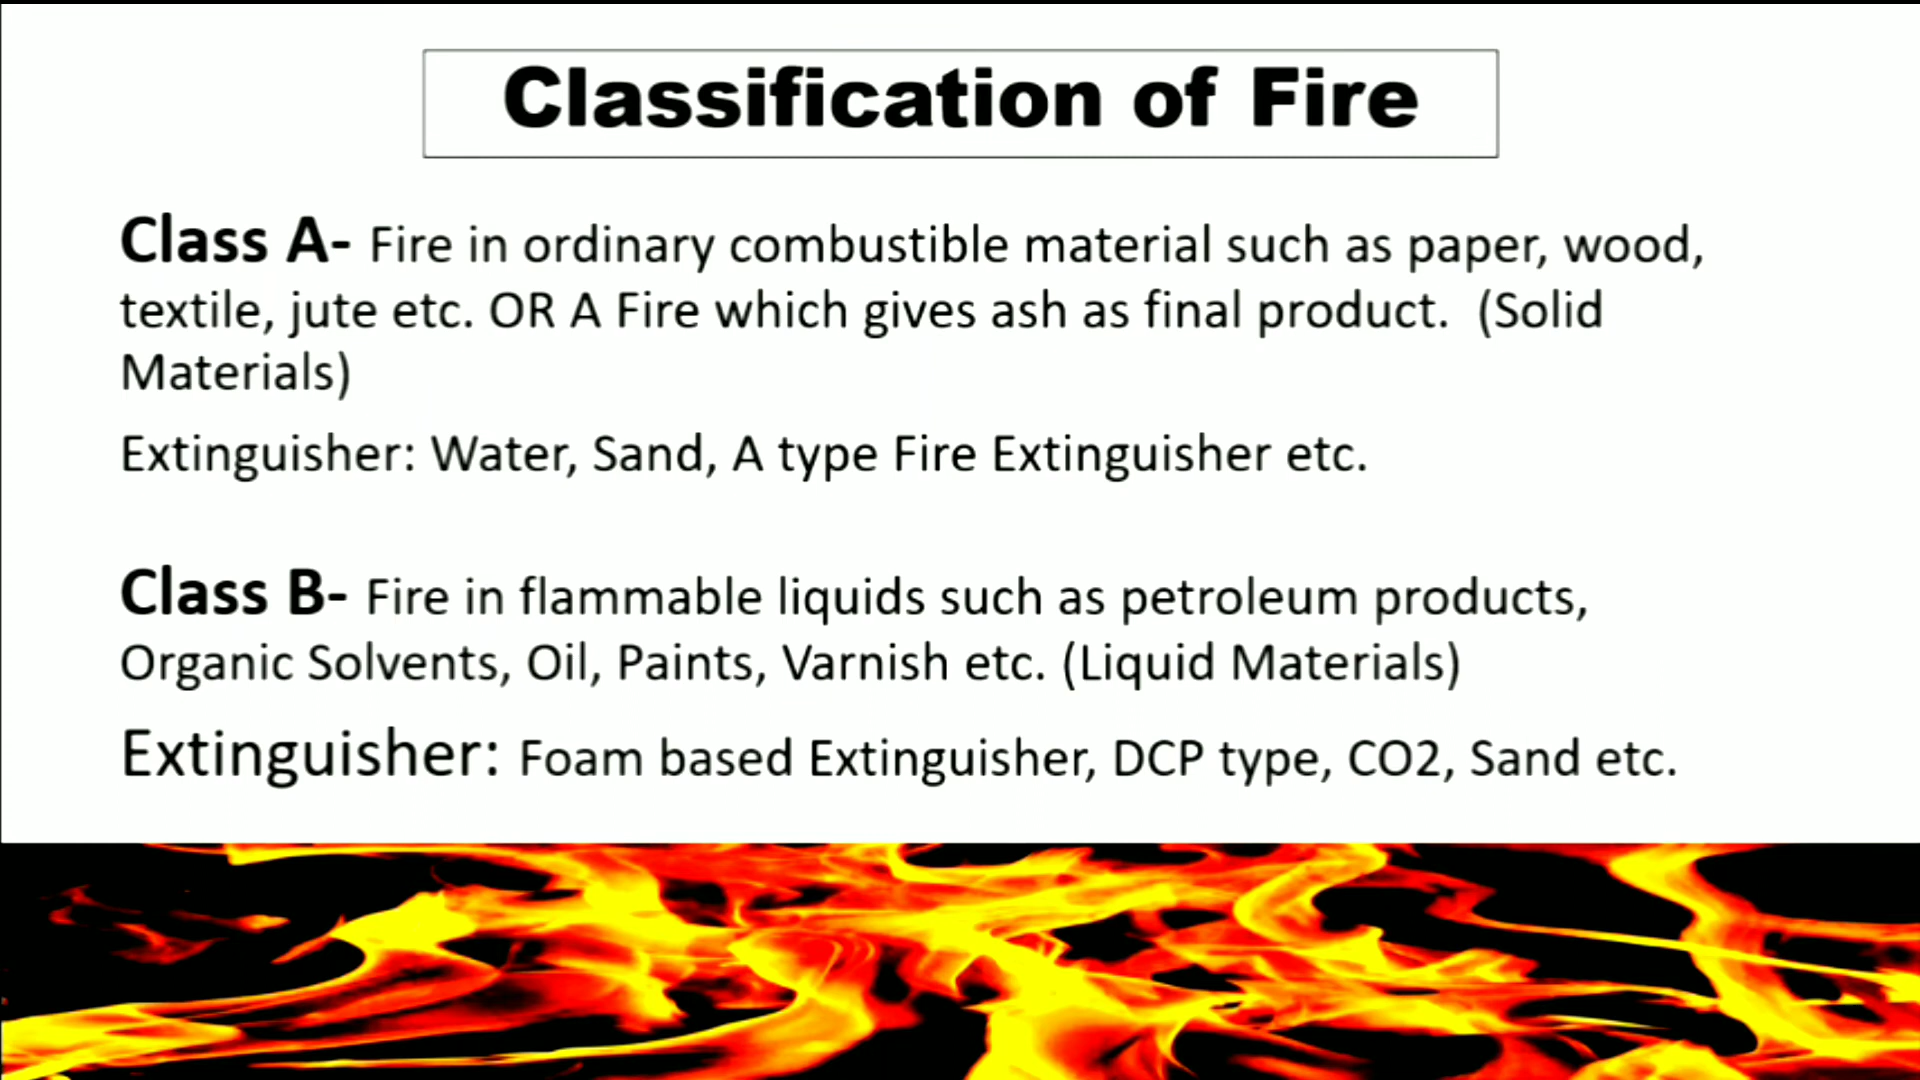 Classification of Fire
Class A- Fire in ordinary combustible material such as paper, wood,
textile, jute etc. OR A Fire which gives ash as final product. (Solid
Materials)
Extinguisher: Water, Sand, A type Fire Extinguisher etc.
Class B- Fire in flammable liquids such as petroleum products,
Organic Solvents, Oil, Paints, Varnish etc. (Liquid Materials)
Extinguisher: Foam based Extinguisher, DCP type, CO2, Sand etc.